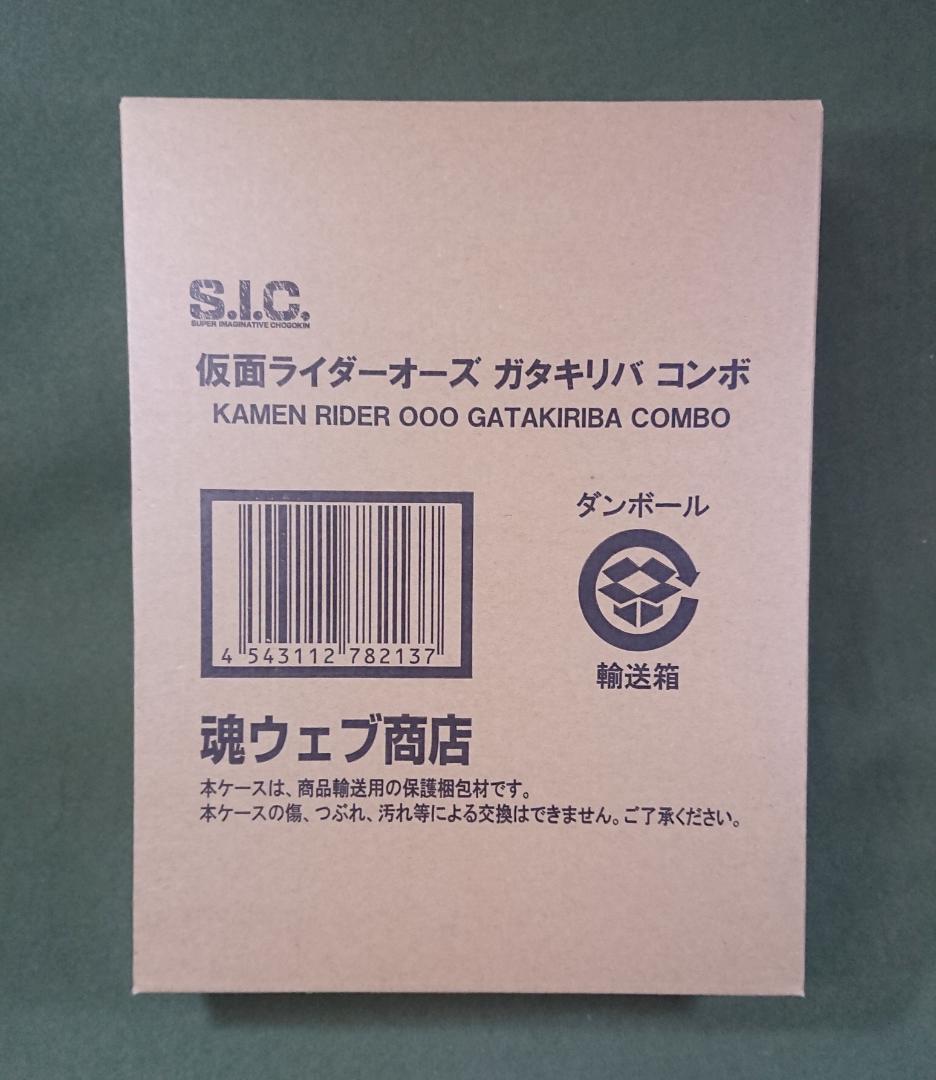 S.I.C.
SUPER IMAGINATIVE CHOGOKIN
仮面ライダーオーズ ガタキリバ コンボ
KAMEN RIDER OOO GATAKIRIBA COMBO
4 543112 782137
ダンボール
輸送箱
魂ウェブ商店
本ケースは、商品輸送用の保護梱包材です。
本ケースの傷、つぶれ、汚れ等による交換はできません。ご了承ください。